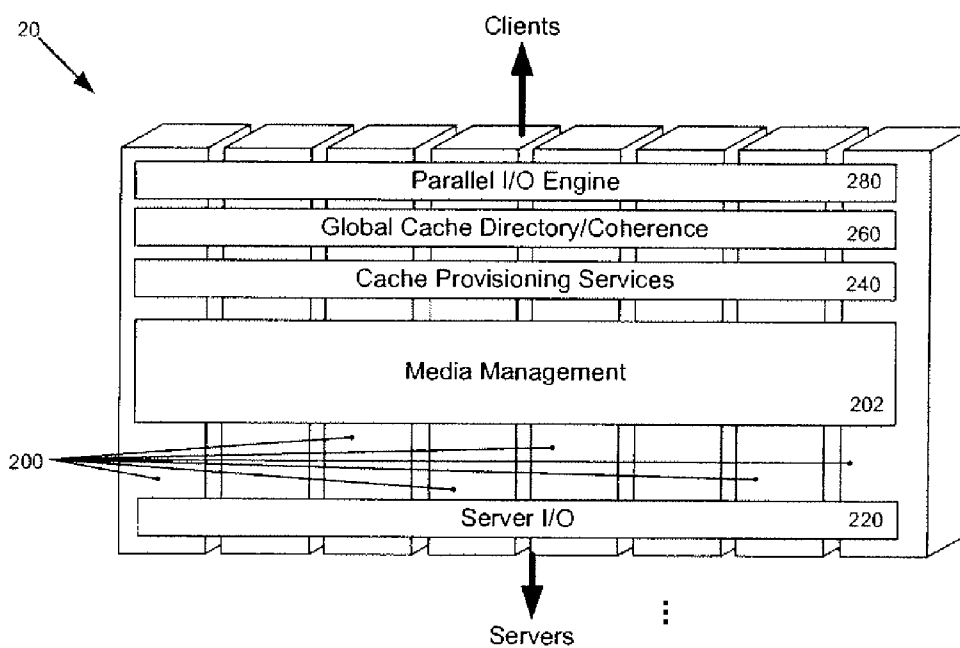 20
Clients
Parallel I/O Engine 280
Global Cache Directory/Coherence 260
Cache Provisioning Services 240
Media Management
202
200
Server I/O 220
Servers